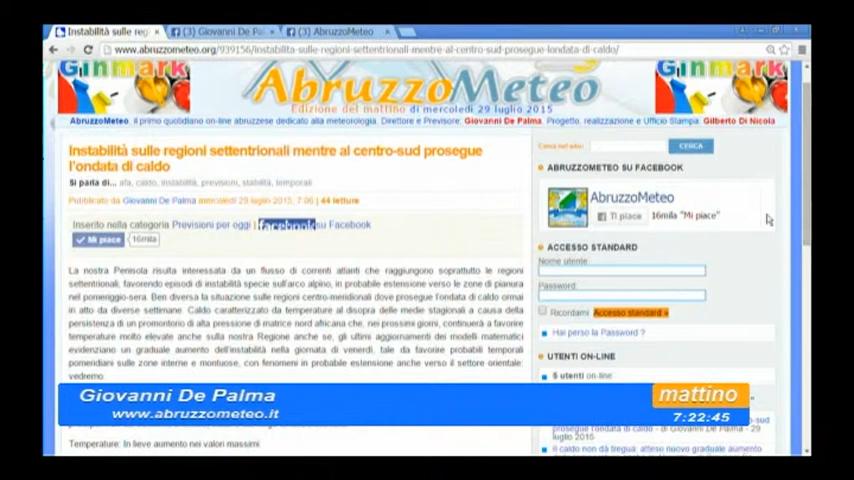 Instabilità sulle reg
(3) Giovanni De Pal
(3) AbruzzoMeteo
www.abruzzometeo.org/939156/instabilita-sulle-regioni-settentrionali-mentre-al-centro-sud-prosegue-londata-di-caldo/
Ginmark
AbruzzoMeteo
Ginmark
Edizione del mattino di mercoledì 29 luglio 2015
AbruzzoMeteo, il primo quotidiano on-line abruzzese dedicato alla meteorologia. Direttore e Previsore: Giovanni De Palma. Progetto, realizzazione e Ufficio Stampa: Gilberto Di Nicola
Instabilità sulle regioni settentrionali mentre al centro-sud prosegue
l'ondata di caldo
Si parla di... afa, caldo, instabilità, previsioni, stabilità, temporali
Pubblicato da Giovanni De Palma mercoledì 29 luglio 2015, 7:06 | 44 letture
Inserito nella categoria Previsioni per oggi | facebook su Facebook
Mi piace 16mila
La nostra Penisola risulta interessata da un flusso di correnti atlanti che raggiungono soprattutto le regioni
settentrionali, favorendo episodi di instabilità specie sull'arco alpino, in probabile estensione verso le zone di pianura
nel pomeriggio-sera. Ben diversa la situazione sulle regioni centro-meridionali dove prosegue l'ondata di caldo ormai
in atto da diverse settimane. Caldo caratterizzato da temperature al disopra delle medie stagionali a causa della
persistenza di un promontorio di alta pressione di matrice nord africana che, nei prossimi giorni, continuerà a favorire
temperature molto elevate anche sulla nostra Regione anche se, gli ultimi aggiornamenti dei modelli matematici
evidenziano un graduale aumento dell'instabilità nella giornata di venerdì, tale da favorire probabili temporali
pomeridiani sulle zone interne e montuose, con fenomeni in probabile estensione anche verso il settore orientale:
vedremo.
Temperature: In lieve aumento nei valori massimi.
Cerca nel sito:
CERCA
ABRUZZOMETEO SU FACEBOOK
AbruzzoMeteo
Ti piace 16mila "Mi piace"
ACCESSO STANDARD
Nome utente:
Password:
Ricordami Accesso standard »
Hai perso la Password ?
UTENTI ON-LINE
5 utenti on-line
prosegue l'ondata di caldo - di Giovanni De Palma - 29
luglio 2015
Il caldo non dà tregua: atteso nuovo graduale aumento
Giovanni De Palma
www.abruzzometeo.it
mattino
7:22:45